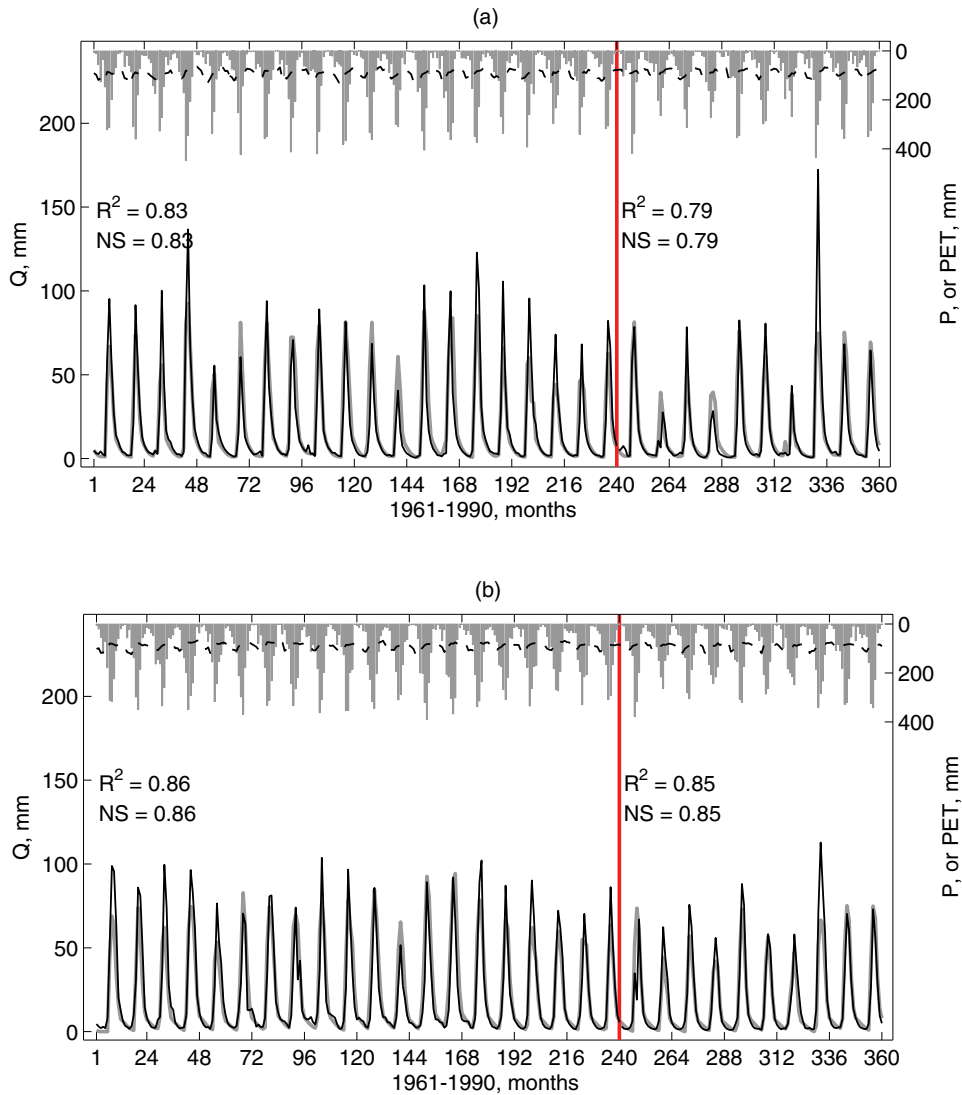 (a)
0
200
400
200
150
100
50
0
Q, mm
P, or PET, mm
R² = 0.83
NS = 0.83
R² = 0.79
NS = 0.79
1 24 48 72 96 120 144 168 192 216 240 264 288 312 336 360
1961-1990, months
(b)
0
200
400
200
150
100
50
0
Q, mm
P, or PET, mm
R² = 0.86
NS = 0.86
R² = 0.85
NS = 0.85
1 24 48 72 96 120 144 168 192 216 240 264 288 312 336 360
1961-1990, months